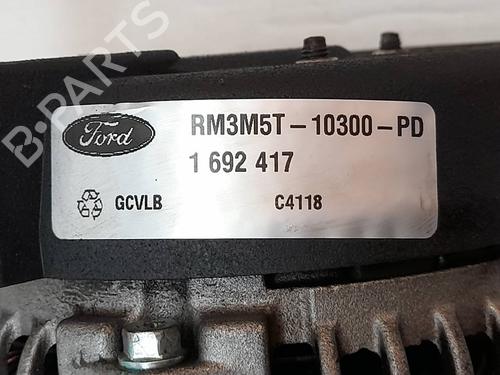 B-PARTS
Ford
RM3M5T-10300-PD
1 692 417
GCVLB C4118